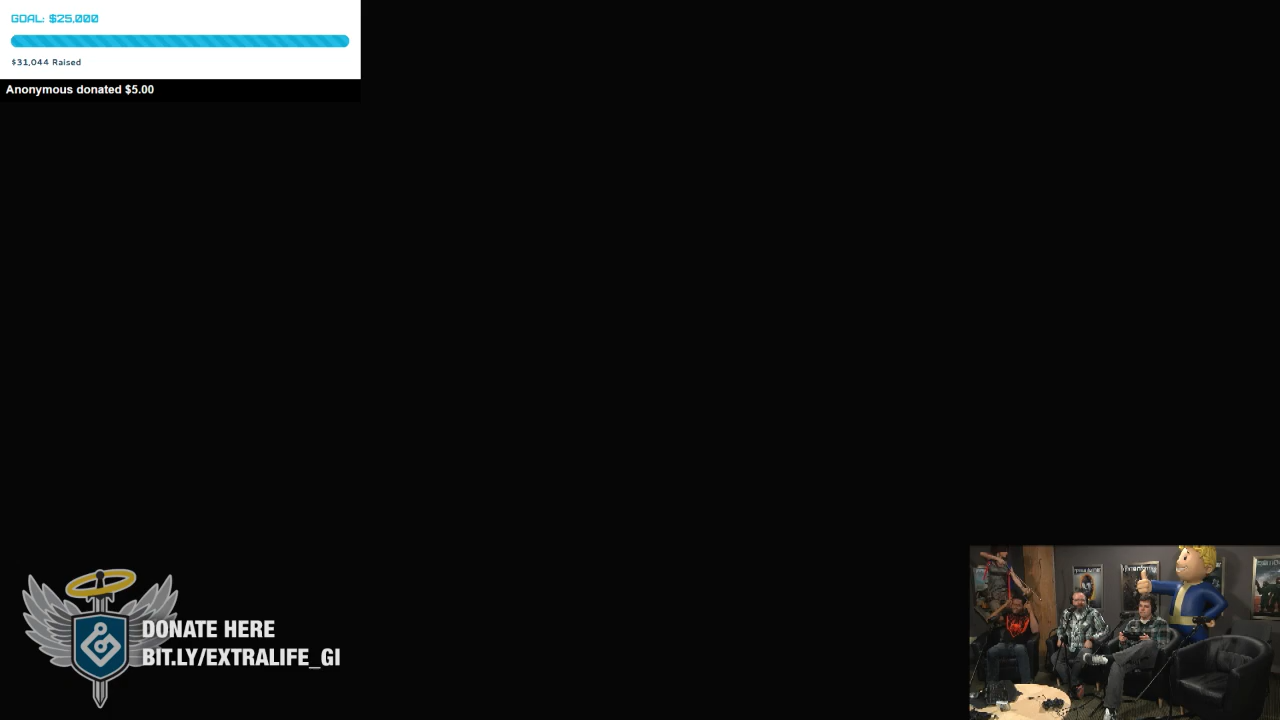 GOAL: $25,000
$31,044 Raised
Anonymous donated $5.00
DONATE HERE
BIT.LY/EXTRALIFE_GI